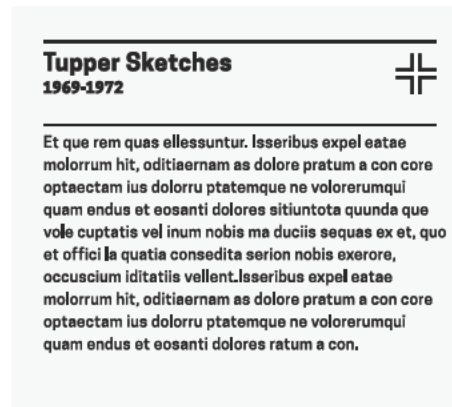 Tupper Sketches
1969-1972
Et que rem quas ellessuntur. Isseribus expel eatae
molorrum hit, oditiaernam as dolore pratum a con core
optaectam ius dolorru ptatemque ne volorerumqui
quam endus et eosanti dolores sitiuntota quunda que
vole cuptatis vel inum nobis ma duciis sequas ex et, quo
et offici la quatia consedita serion nobis exerore,
occuscium iditatiis vellent.Isseribus expel eatae
molorrum hit, oditiaernam as dolore pratum a con core
optaectam ius dolorru ptatemque ne volorerumqui
quam endus et eosanti dolores ratum a con.